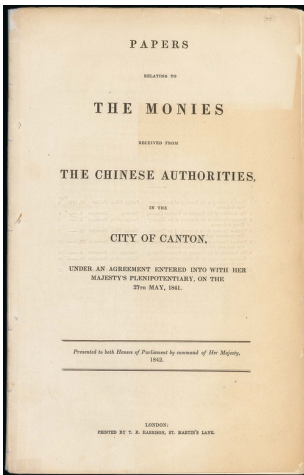 PAPERS
RELATING TO
THE MONIES
RECEIVED FROM
THE CHINESE AUTHORITIES,
IN THE
CITY OF CANTON,
UNDER AN AGREEMENT ENTERED INTO WITH HER
MAJESTY'S PLENIPOTENTIARY, ON THE
27TH MAY, 1841.
Presented to both Houses of Parliament by command of Her Majesty,
1842.
LONDON:
PRINTED BY T. R. HARRISON, ST. MARTIN'S LANE.